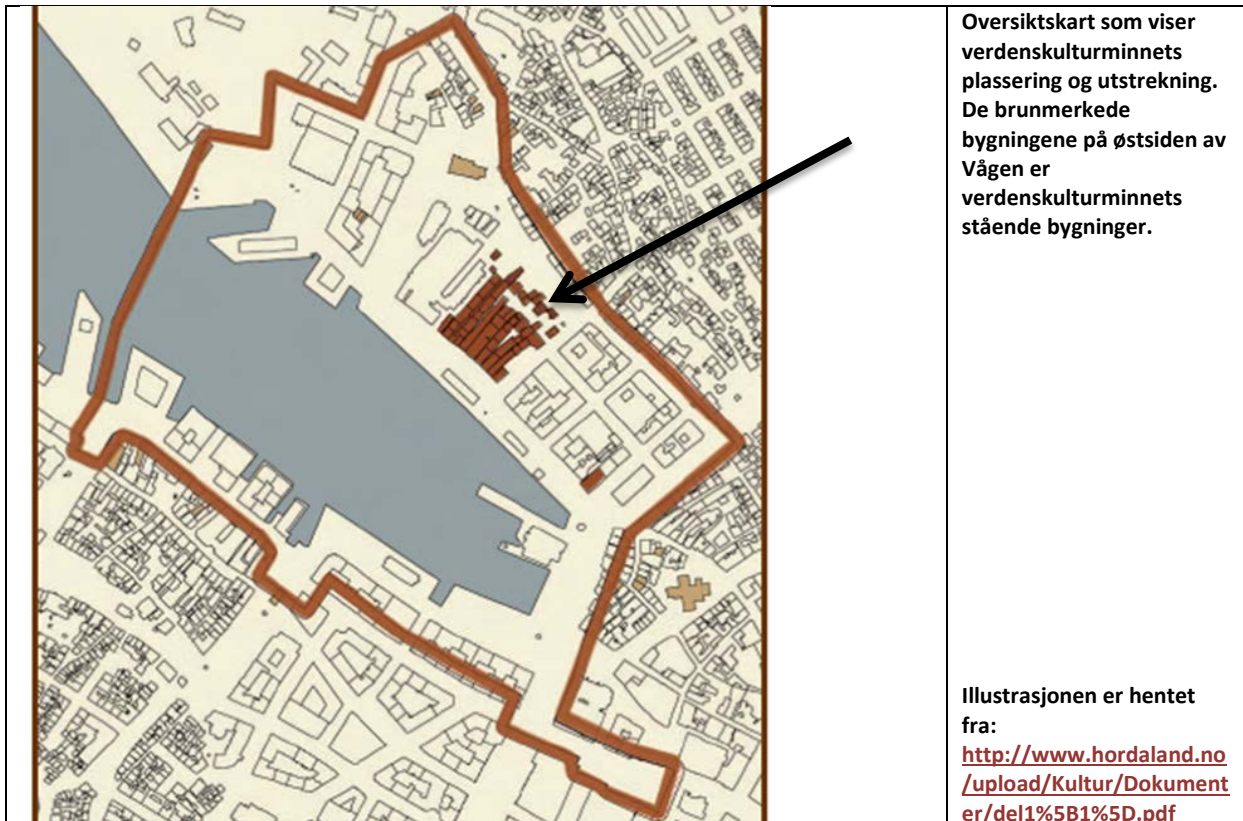 Oversiktskart som viser
verdenskulturminnets
plassering og utstrekning.
De brunmerkede
bygningene på østsiden av
Vågen er
verdenskulturminnets
stående bygninger.
Illustrasjonen er hentet
fra:
http://www.hordaland.no
/upload/Kultur/Dokument
er/del1%5B1%5D.pdf